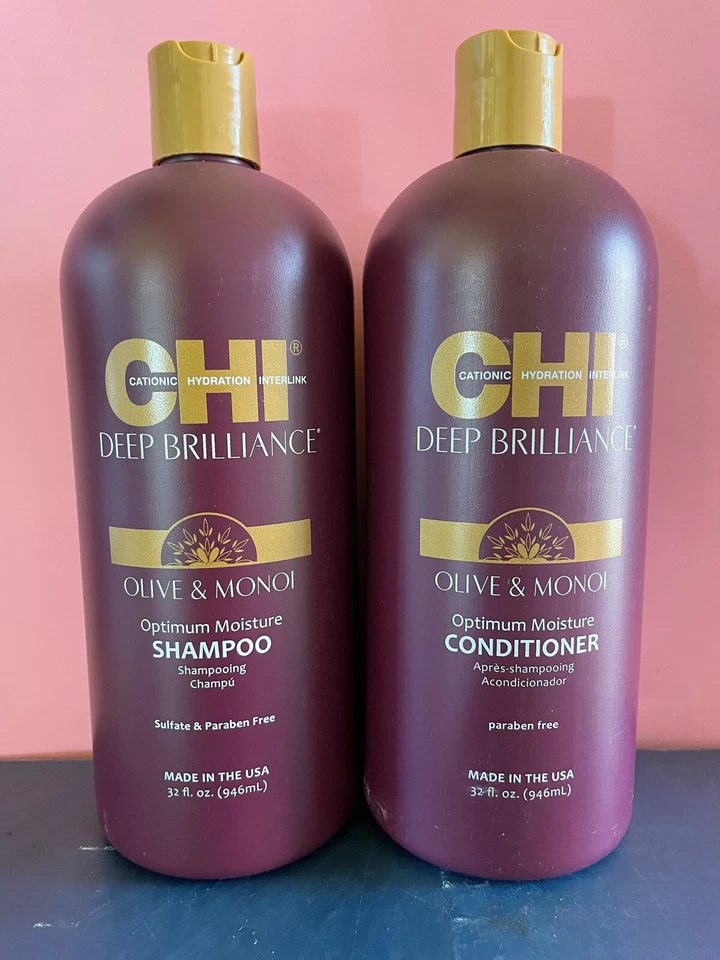 CHI®
CATIONIC HYDRATION INTERLINK
DEEP BRILLIANCE®
OLIVE & MONOI
Optimum Moisture
SHAMPOO
Shampooing
Champú
Sulfate & Paraben Free
MADE IN THE USA
32 fl. oz. (946mL)
CHI®
CATIONIC HYDRATION INTERLINK
DEEP BRILLIANCE®
OLIVE & MONOI
Optimum Moisture
CONDITIONER
Après-shampooing
Acondicionador
paraben free
MADE IN THE USA
32 fl. oz. (946mL)